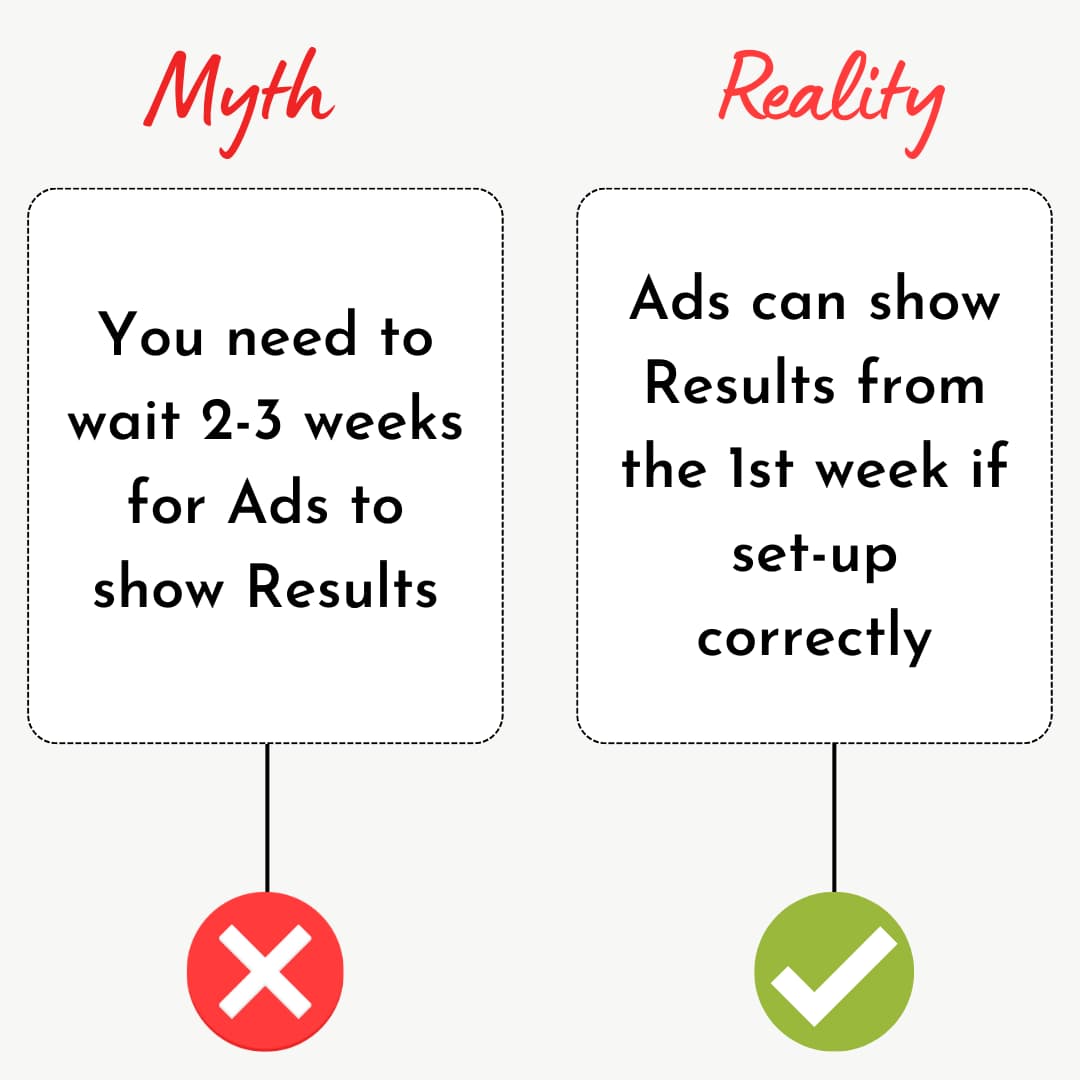 Myth
You need to
wait 2-3 weeks
for Ads to
show Results
Reality
Ads can show
Results from
the 1st week if
set-up
correctly